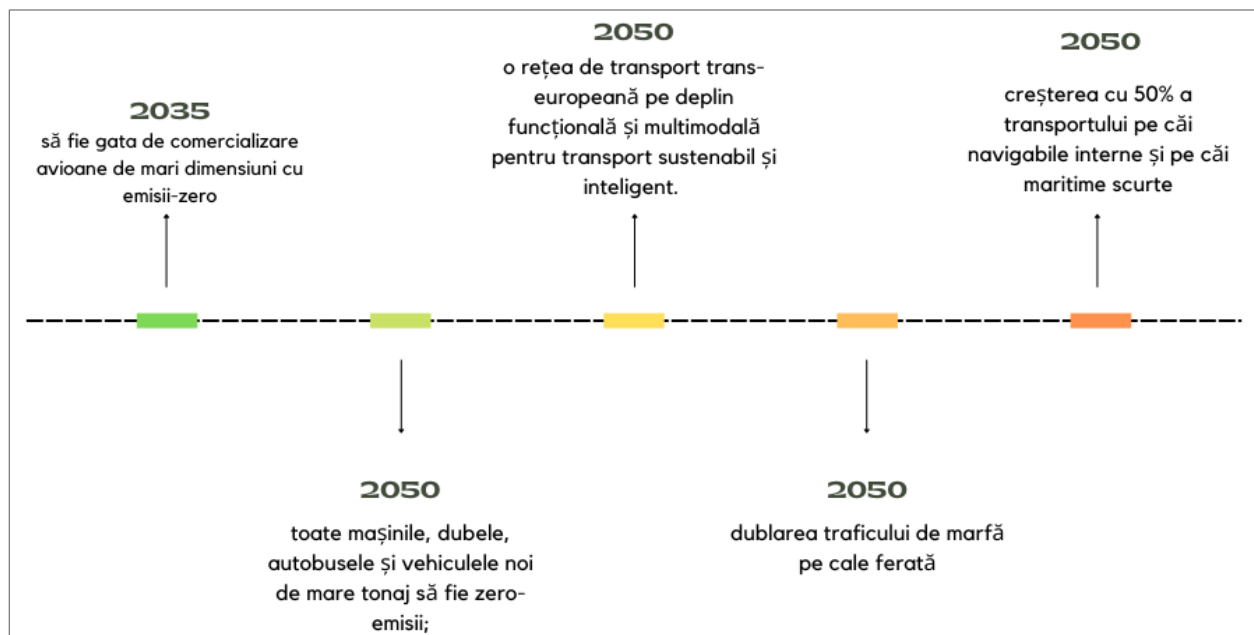 2035
să fie gata de comercializare
avioane de mari dimensiuni cu
emisii-zero
2050
toate mașinile, dubele,
autobusele și vehiculele noi
de mare tonaj să fie zero-
emisii;
2050
o rețea de transport trans-
europeană pe deplin
funcțională și multimodală
pentru transport sustenabil și
inteligent.
2050
dublarea traficului de marfă
pe cale ferată
2050
creșterea cu 50% a
transportului pe căi
navigabile interne și pe căi
maritime scurte